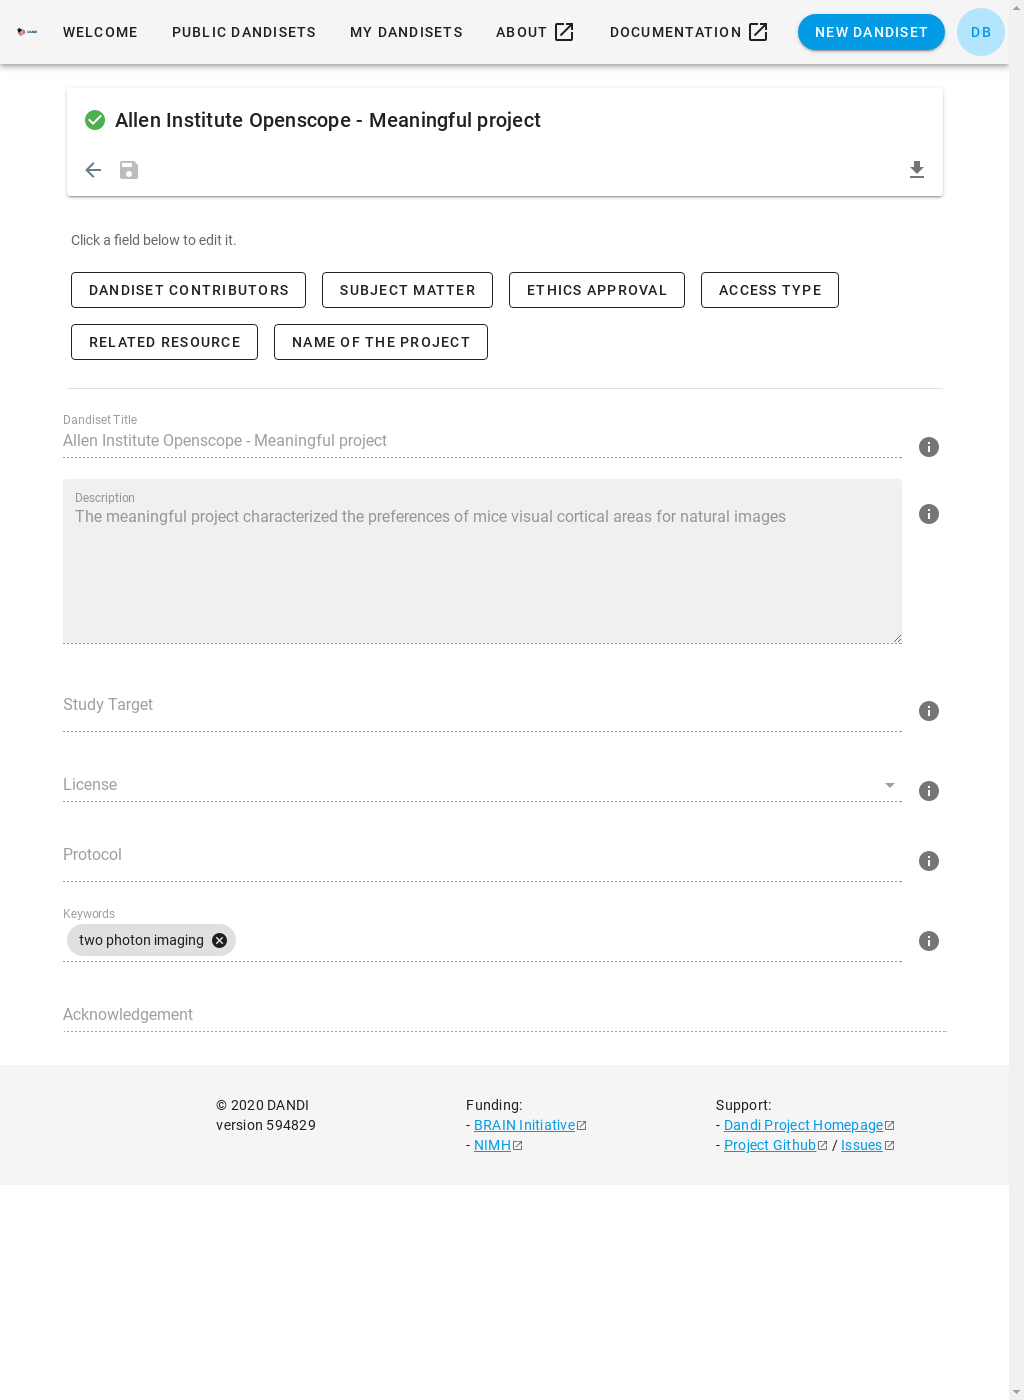 WELCOME PUBLIC DANDISETS MY DANDISETS ABOUT DOCUMENTATION NEW DANDISET DB
Allen Institute Openscope - Meaningful project
Click a field below to edit it.
DANDISET CONTRIBUTORS SUBJECT MATTER ETHICS APPROVAL ACCESS TYPE
RELATED RESOURCE NAME OF THE PROJECT
Dandiset Title
Allen Institute Openscope - Meaningful project
Description
The meaningful project characterized the preferences of mice visual cortical areas for natural images
Study Target
License
Protocol
Keywords
two photon imaging
Acknowledgement
© 2020 DANDI
version 594829
Funding:
- BRAIN Initiative
- NIMH
Support:
- Dandi Project Homepage
- Project Github / Issues